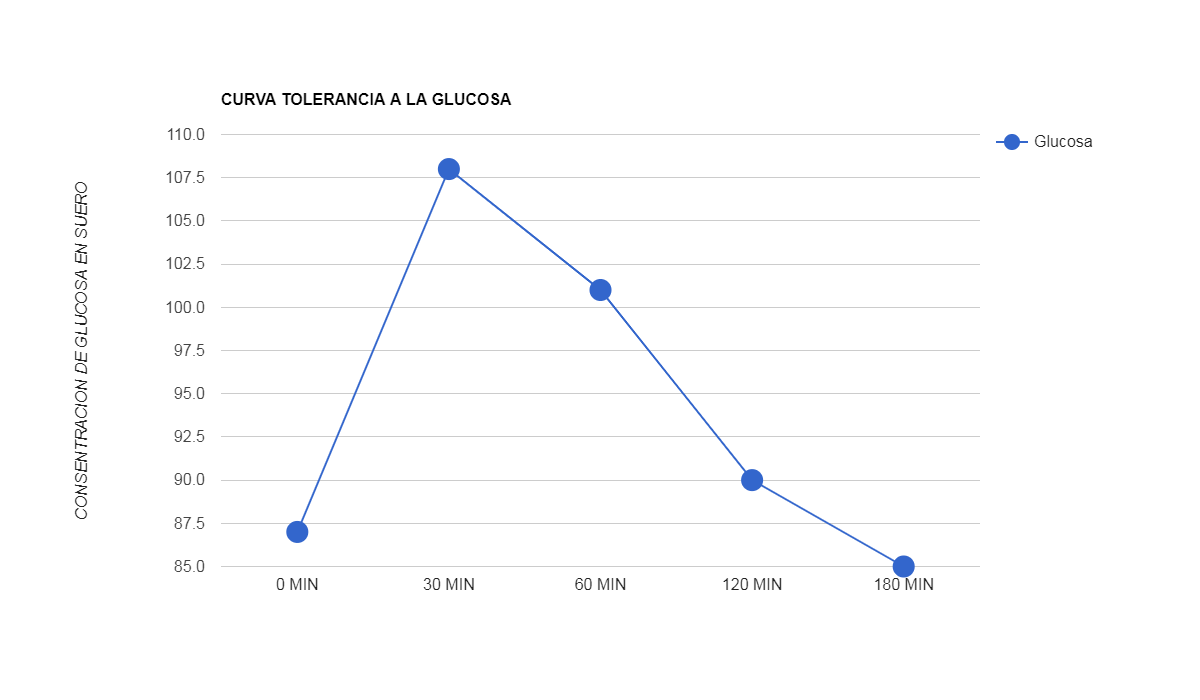 CURVA TOLERANCIA A LA GLUCOSA
Glucosa
CONSENTRACION DE GLUCOSA EN SUERO
110.0
107.5
105.0
102.5
100.0
97.5
95.0
92.5
90.0
87.5
85.0
0 MIN
30 MIN
60 MIN
120 MIN
180 MIN